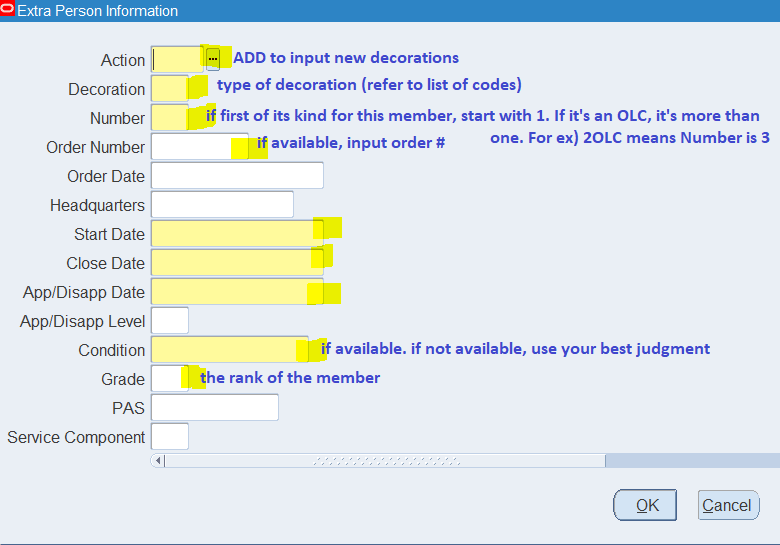 Extra Person Information
Action ... ADD to input new decorations
Decoration type of decoration (refer to list of codes)
Number if first of its kind for this member, start with 1. If it's an OLC, it's more than
one. For ex) 2OLC means Number is 3
Order Number if available, input order #
Order Date
Headquarters
Start Date
Close Date
App/Disapp Date
App/Disapp Level
Condition if available. if not available, use your best judgment
Grade the rank of the member
PAS
Service Component
OK Cancel